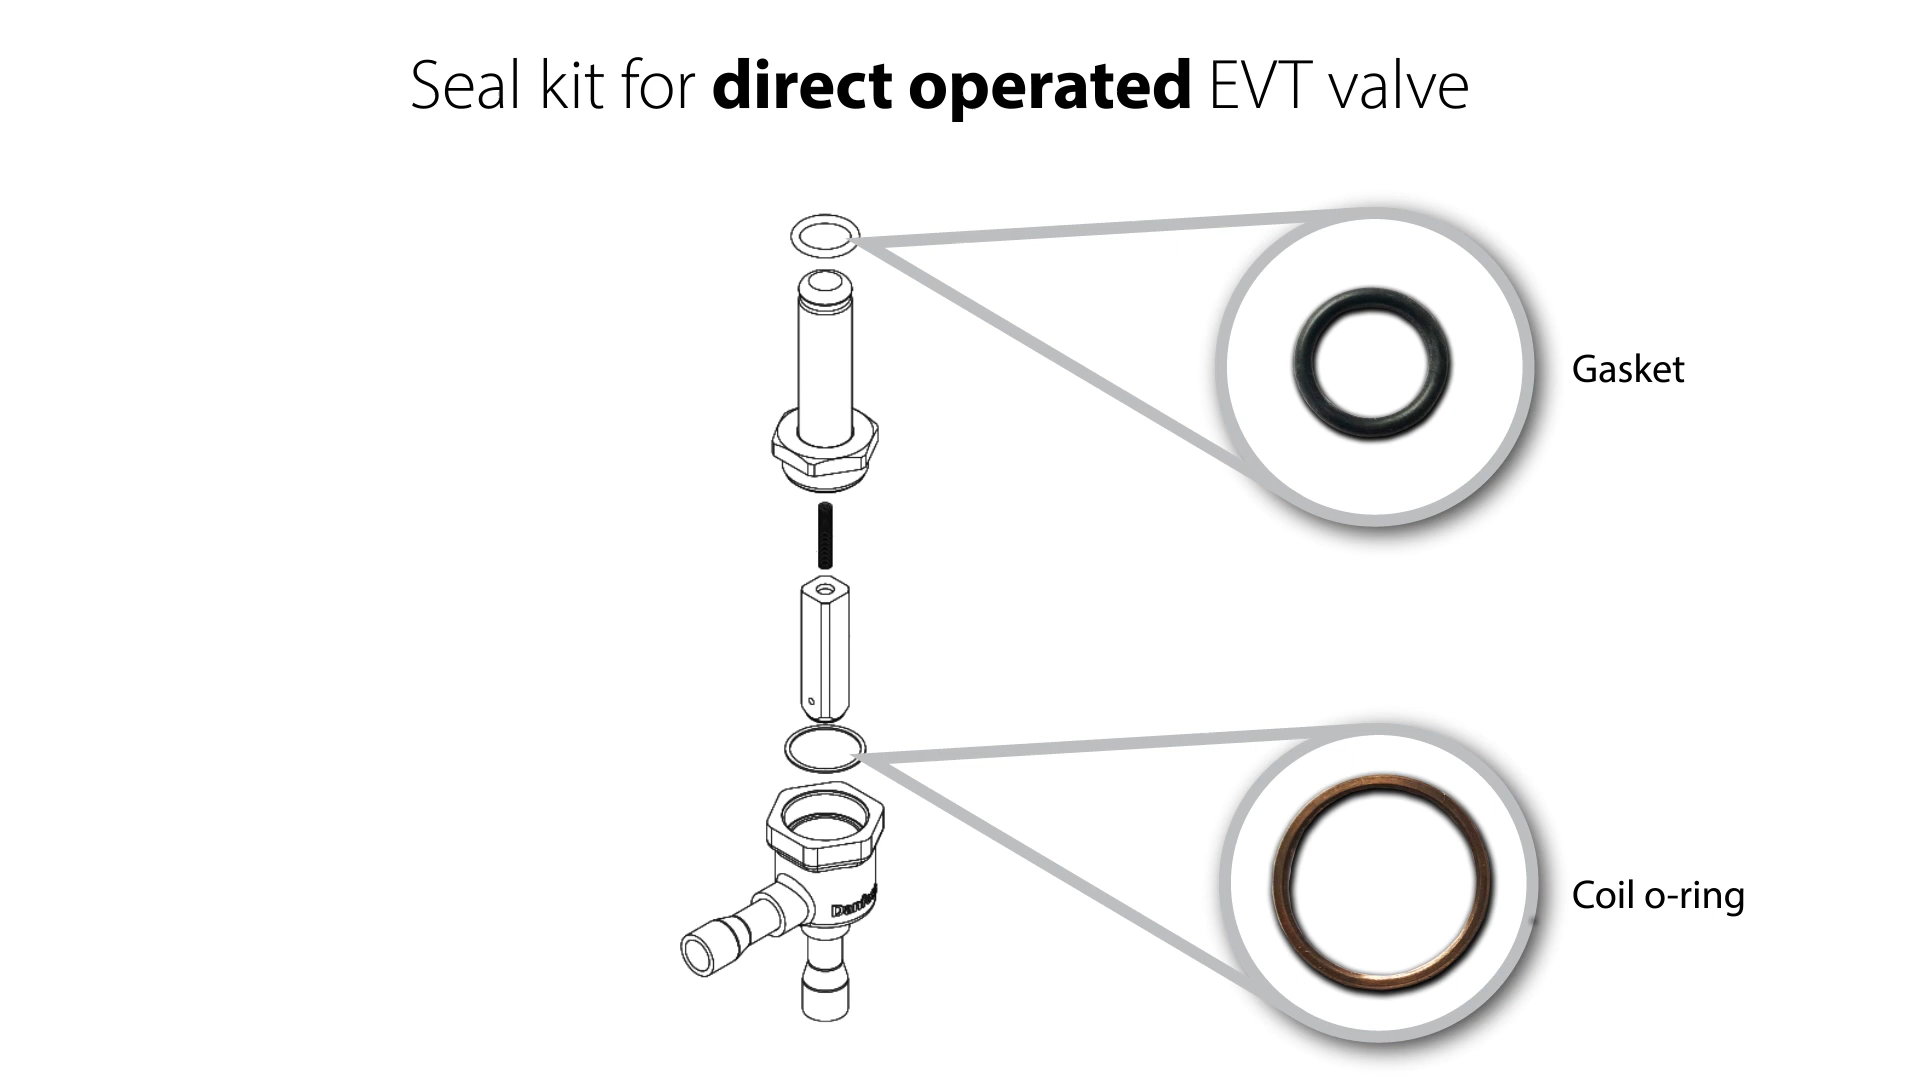 Seal kit for direct operated EVT valve
Gasket
Coil o-ring